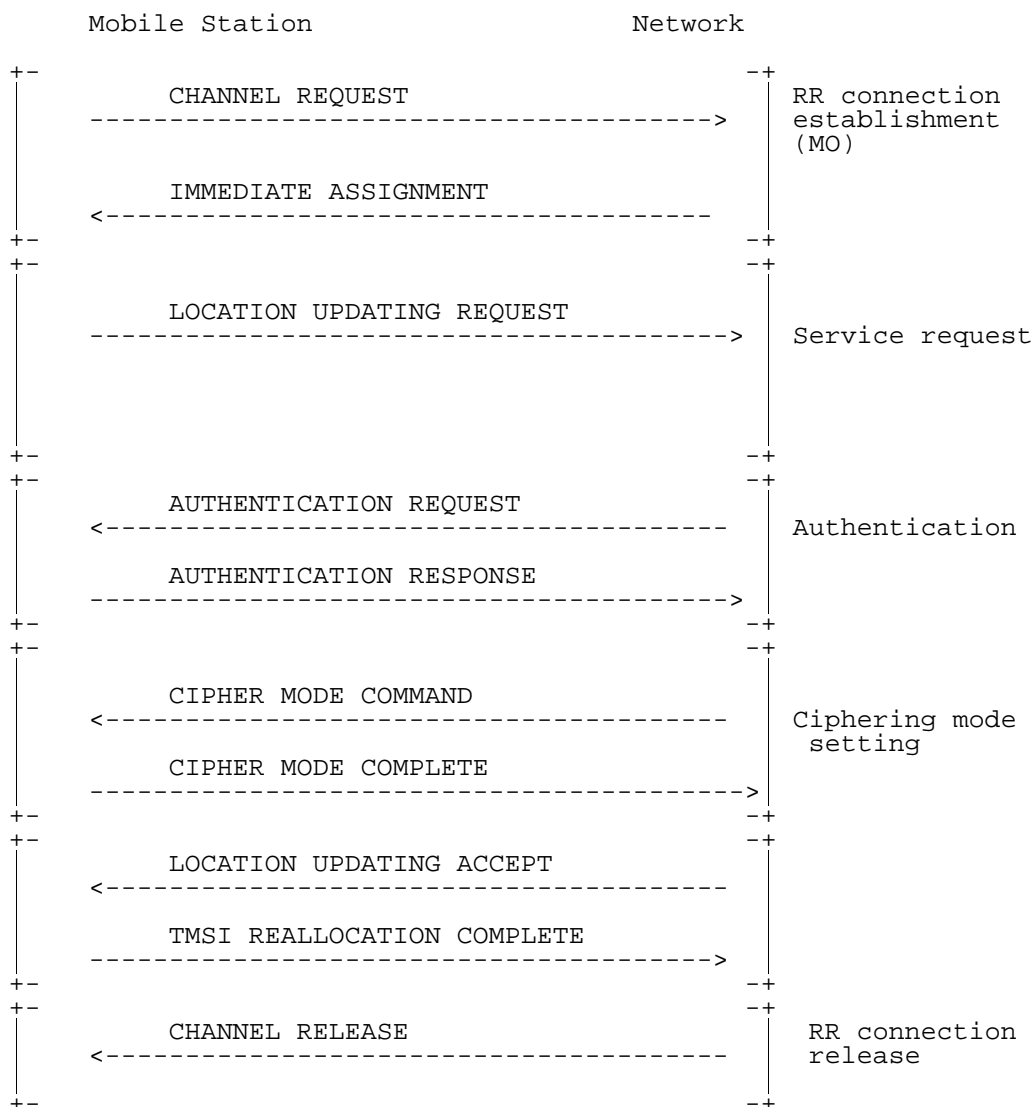 Mobile Station Network
CHANNEL REQUEST
RR connection
establishment
(MO)
IMMEDIATE ASSIGNMENT
LOCATION UPDATING REQUEST
Service request
AUTHENTICATION REQUEST
Authentication
AUTHENTICATION RESPONSE
CIPHER MODE COMMAND
Ciphering mode
setting
CIPHER MODE COMPLETE
LOCATION UPDATING ACCEPT
TMSI REALLOCATION COMPLETE
CHANNEL RELEASE
RR connection
release